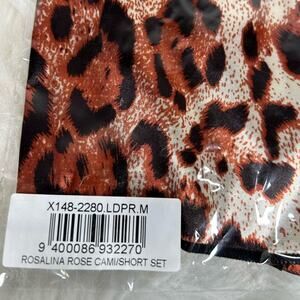 X148-2280.LDPR.M
9 400086 932270
ROSALINA ROSE CAMI/SHORT SET